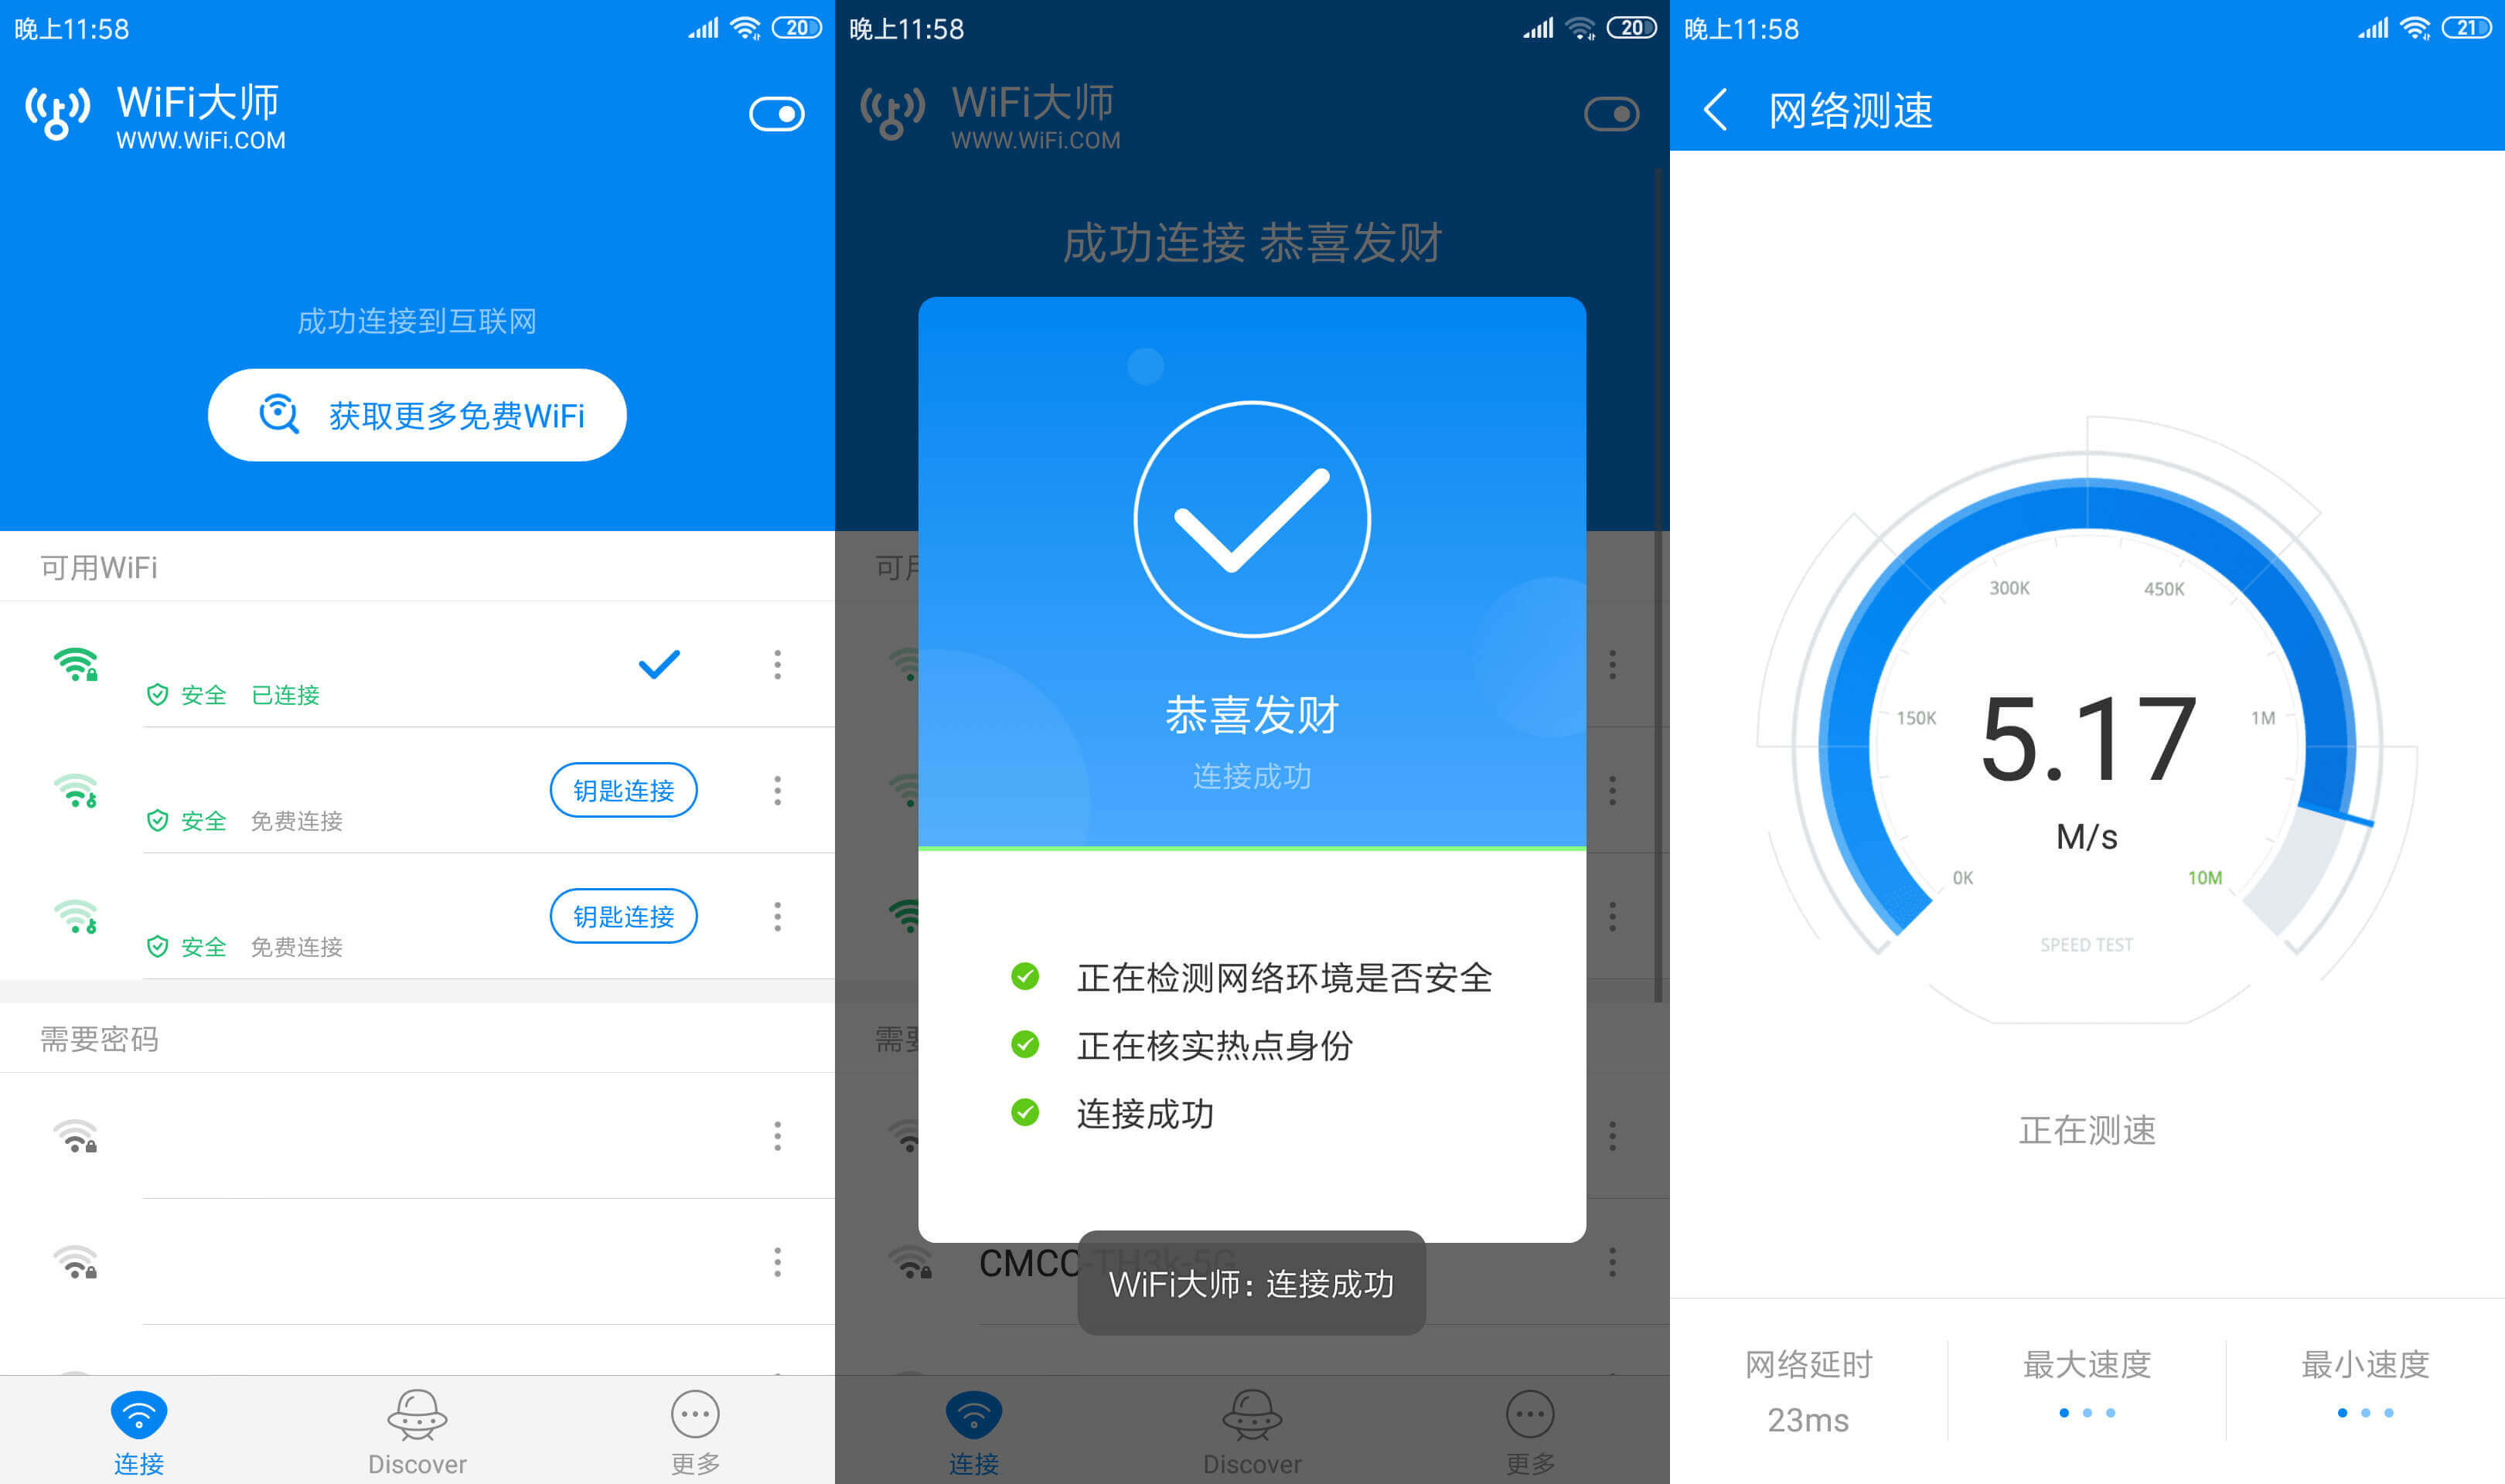 晚上11:58
20
WiFi大师
WWW.WiFi.COM
成功连接到互联网
获取更多免费WiFi
可用WiFi
安全 已连接
钥匙连接
安全 免费连接
钥匙连接
安全 免费连接
需要密码
连接
Discover
更多
晚上11:58
20
WiFi大师
WWW.WiFi.COM
成功连接 恭喜发财
恭喜发财
连接成功
正在检测网络环境是否安全
正在核实热点身份
连接成功
CMCC-TH3k-5G
WiFi大师: 连接成功
连接
Discover
更多
晚上11:58
21
网络测速
300K
450K
150K
1M
5.17
M/s
0K
10M
SPEED TEST
正在测速
网络延时
最大速度
最小速度
23ms